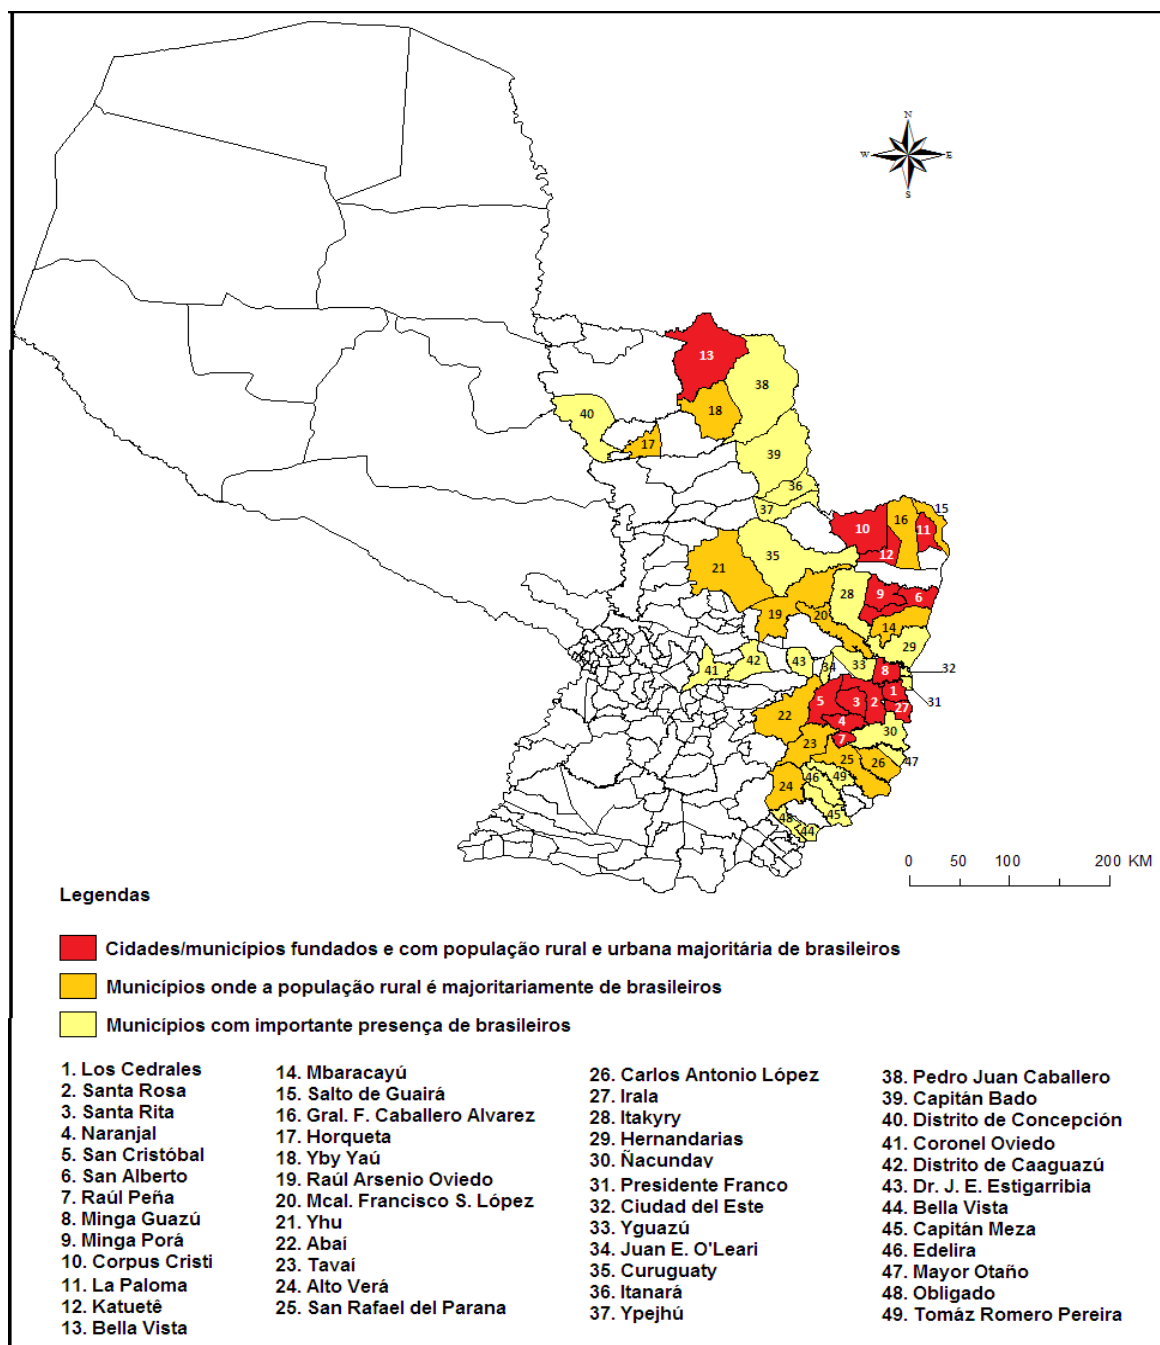 N
W E
S
13
38
18
40
17
39
36
37
15
16
11
10
12
35
21
9
6
28
19
20
14
29
42
43
34
33
8
32
41
31
1
5
3
2
27
22
4
30
7
23
25
26
47
24
46
49
45
48
44
0 50 100 200 KM
Legendas
Cidades/municípios fundados e com população rural e urbana majoritária de brasileiros
Municípios onde a população rural é majoritariamente de brasileiros
Municípios com importante presença de brasileiros
1. Los Cedrales
2. Santa Rosa
3. Santa Rita
4. Naranjal
5. San Cristóbal
6. San Alberto
7. Raúl Peña
8. Minga Guazú
9. Minga Porá
10. Corpus Cristi
11. La Paloma
12. Katuetê
13. Bella Vista
14. Mbaracayú
15. Salto de Guairá
16. Gral. F. Caballero Alvarez
17. Horqueta
18. Yby Yaú
19. Raúl Arsenio Oviedo
20. Mcal. Francisco S. López
21. Yhu
22. Abaí
23. Tavaí
24. Alto Verá
25. San Rafael del Parana
26. Carlos Antonio López
27. Irala
28. Itakyry
29. Hernandarias
30. Ñacunday
31. Presidente Franco
32. Ciudad del Este
33. Yguazú
34. Juan E. O'Leari
35. Curuguaty
36. Itanará
37. Ypejhú
38. Pedro Juan Caballero
39. Capitán Bado
40. Distrito de Concepción
41. Coronel Oviedo
42. Distrito de Caaguazú
43. Dr. J. E. Estigarribia
44. Bella Vista
45. Capitán Meza
46. Edelira
47. Mayor Otaño
48. Obligado
49. Tomáz Romero Pereira